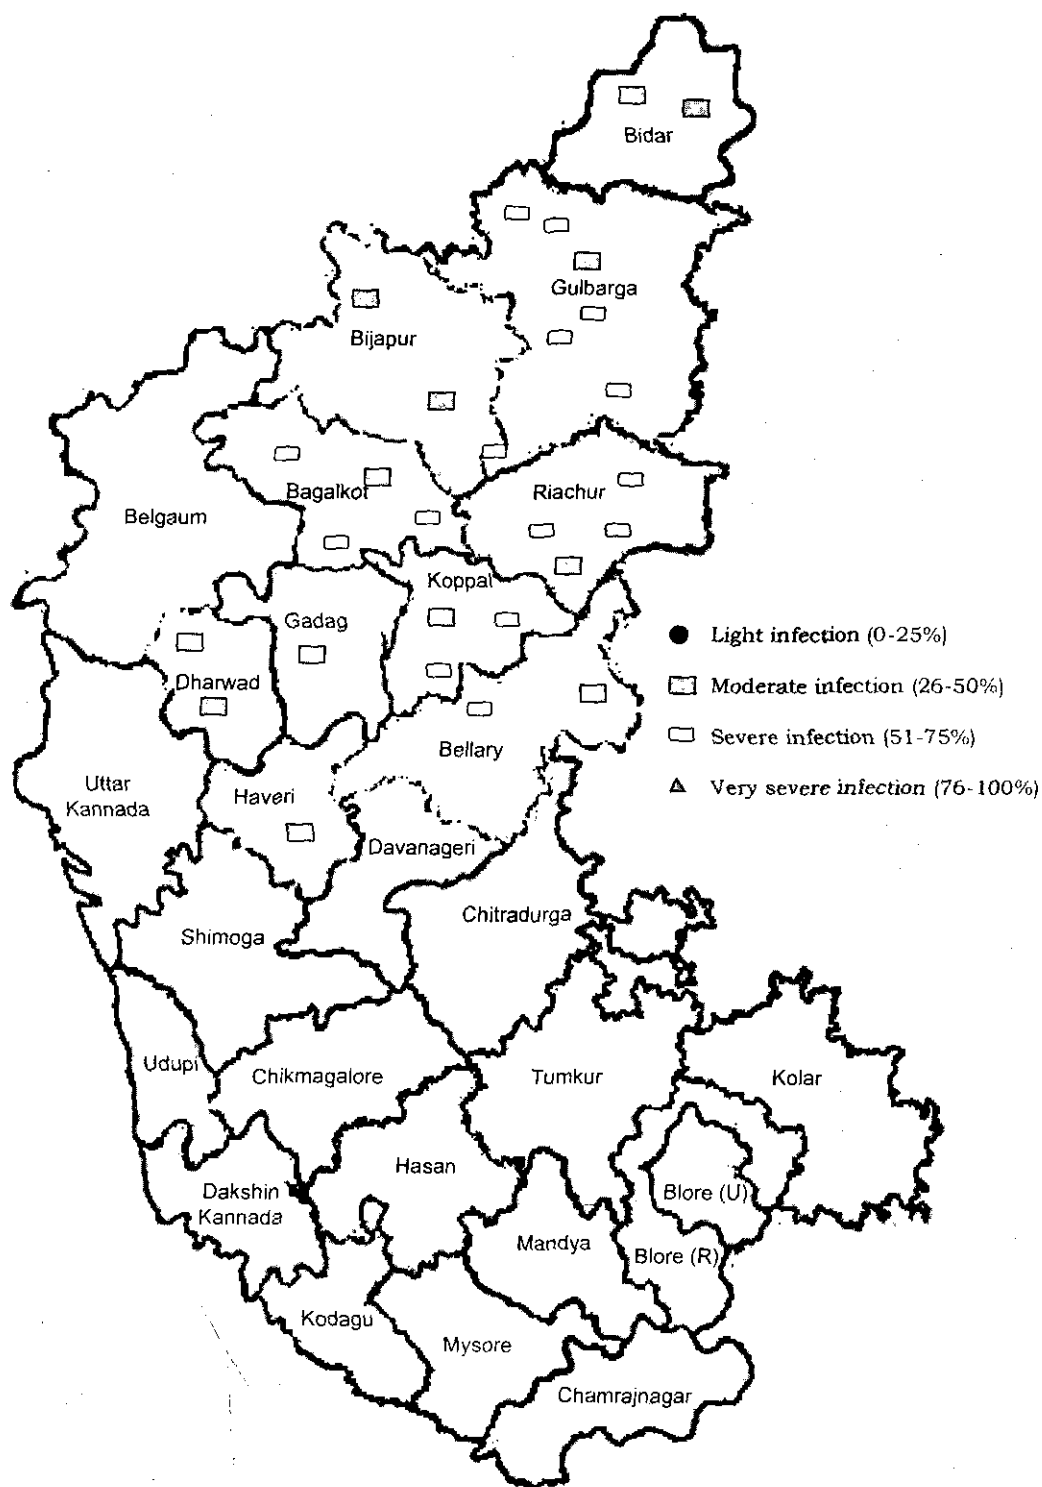 Bidar
Gulbarga
Bijapur
Riachur
Bagalkot
Belgaum
Koppal
Gadag
Dharwad
Light infection (0-25%)
Moderate infection (26-50%)
Severe infection (51-75%)
Very severe infection (76-100%)
Bellary
Uttar
Kannada
Haveri
Davanageri
Chitradurga
Shimoga
Udupi
Chikmagalore
Tumkur
Kolar
Hasan
Dakshin
Kannada
Blore (U)
Mandya
Blore (R)
Kodagu
Mysore
Chamrajnagar